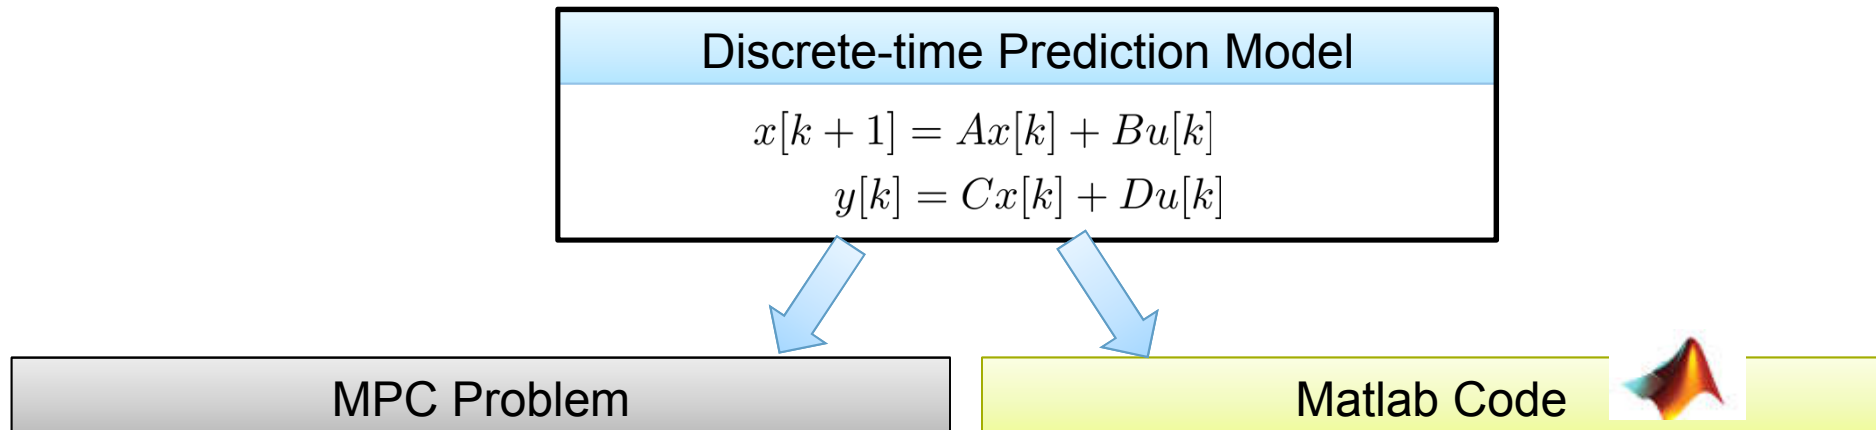 Discrete-time Prediction Model
x[k + 1] = Ax[k] + Bu[k]
y[k] = Cx[k] + Du[k]
MPC Problem
Matlab Code